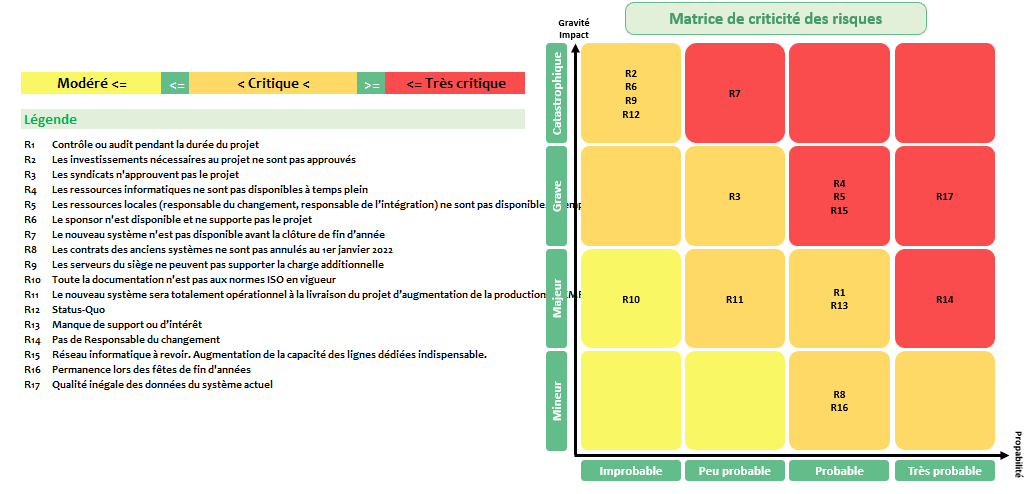 Modéré <=
<=
< Critique <
>=
<= Très critique
Légende
R1 Contrôle ou audit pendant la durée du projet
R2 Les investissements nécessaires au projet ne sont pas approuvés
R3 Les syndicats n'approuvent pas le projet
R4 Les ressources informatiques ne sont pas disponibles à temps plein
R5 Les ressources locales (responsable du changement, responsable de l’intégration) ne sont pas disponible
R6 Le sponsor n'est disponible et ne supporte pas le projet
R7 Le nouveau système n'est pas disponible avant la clôture de fin d’année
R8 Les contrats des anciens systèmes ne sont pas annulés au 1er janvier 2022
R9 Les serveurs du siège ne peuvent pas supporter la charge additionnelle
R10 Toute la documentation n'est pas aux normes ISO en vigueur
R11 Le nouveau système sera totalement opérationnel à la livraison du projet d’augmentation de la production
R12 Status-Quo
R13 Manque de support ou d’intérêt
R14 Pas de Responsable du changement
R15 Réseau informatique à revoir. Augmentation de la capacité des lignes dédiées indispensable.
R16 Permanence lors des fêtes de fin d'années
R17 Qualité inégale des données du système actuel
Matrice de criticité des risques
Gravité
Impact
Catastrophique
R2
R6
R9
R12
R7
Grave
R3
R4
R5
R15
R17
Majeur
R10
R11
R1
R13
R14
Mineur
R8
R16
Improbable
Peu probable
Probable
Très probable
Propabilité